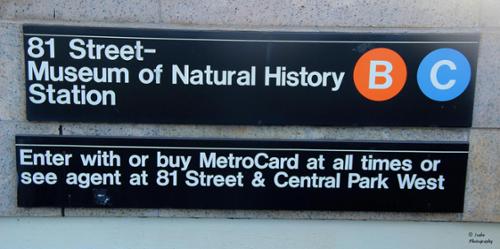 81 Street-
Museum of Natural History B C
Station
Enter with or buy MetroCard at all times or
see agent at 81 Street & Central Park West